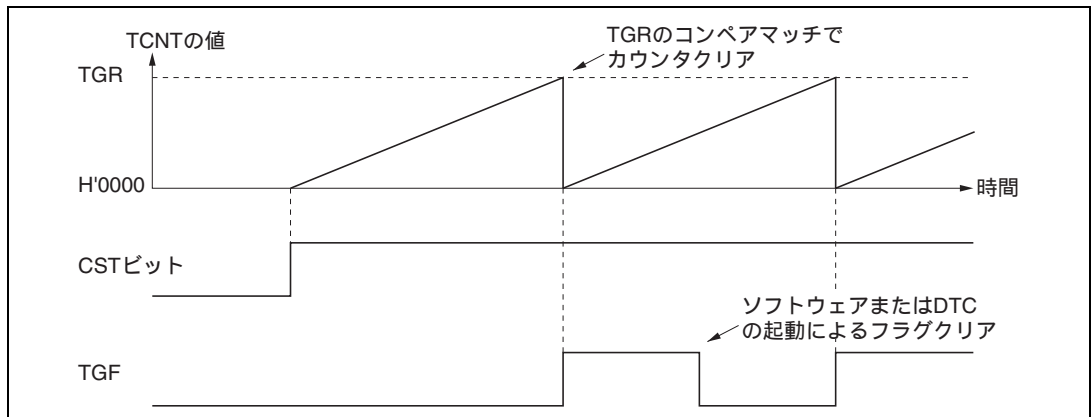 TCNTの値
TGRのコンペアマッチで
カウンタクリア
TGR
H'0000
時間
CSTビット
ソフトウェアまたはDTC
の起動によるフラグクリア
TGF